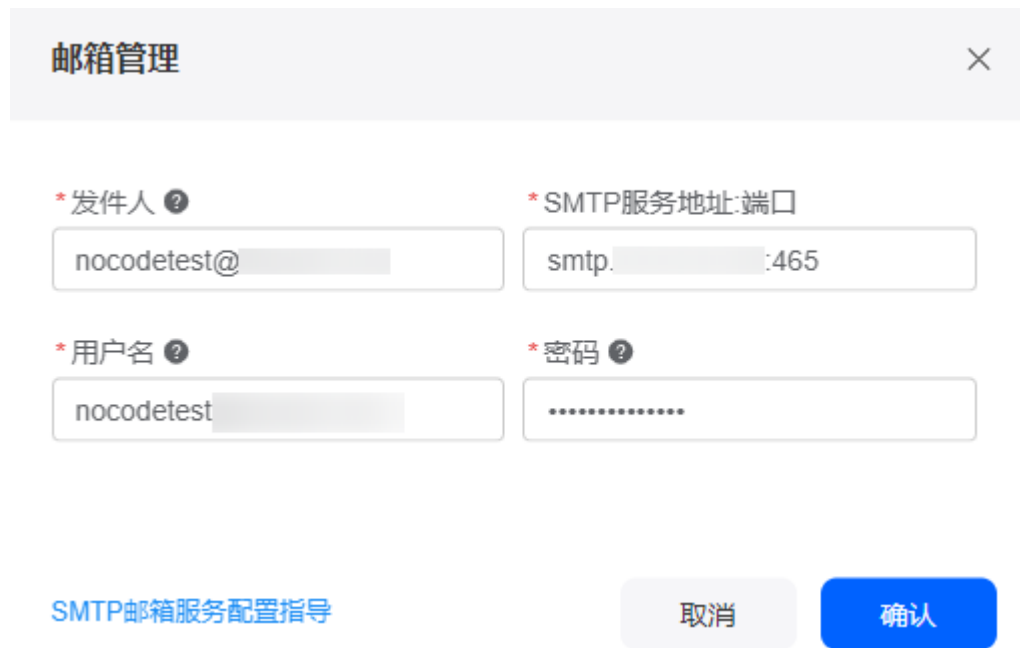 邮箱管理
*发件人 *SMTP服务地址:端口
nocodetest@ smtp. :465
*用户名 *密码
nocodetest ••••••••••••••
SMTP邮箱服务配置指导 取消 确认